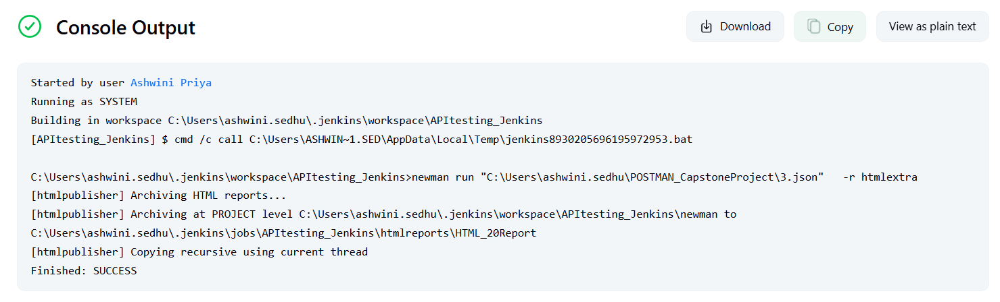 Console Output
Download
Copy
View as plain text
Started by user Ashwini Priya
Running as SYSTEM
Building in workspace C:\Users\ashwini.sedhu\.jenkins\workspace\APItesting_Jenkins
[APItesting_Jenkins] $ cmd /c call C:\Users\ASHWIN~1.SED\AppData\Local\Temp\jenkins8930205696195972953.bat
C:\Users\ashwini.sedhu\.jenkins\workspace\APItesting_Jenkins>newman run "C:\Users\ashwini.sedhu\POSTMAN_CapstoneProject\3.json"   -r htmlextra
[htmlpublisher] Archiving HTML reports...
[htmlpublisher] Archiving at PROJECT level C:\Users\ashwini.sedhu\.jenkins\workspace\APItesting_Jenkins\newman to
C:\Users\ashwini.sedhu\.jenkins\jobs\APItesting_Jenkins\htmlreports\HTML_20Report
[htmlpublisher] Copying recursive using current thread
Finished: SUCCESS